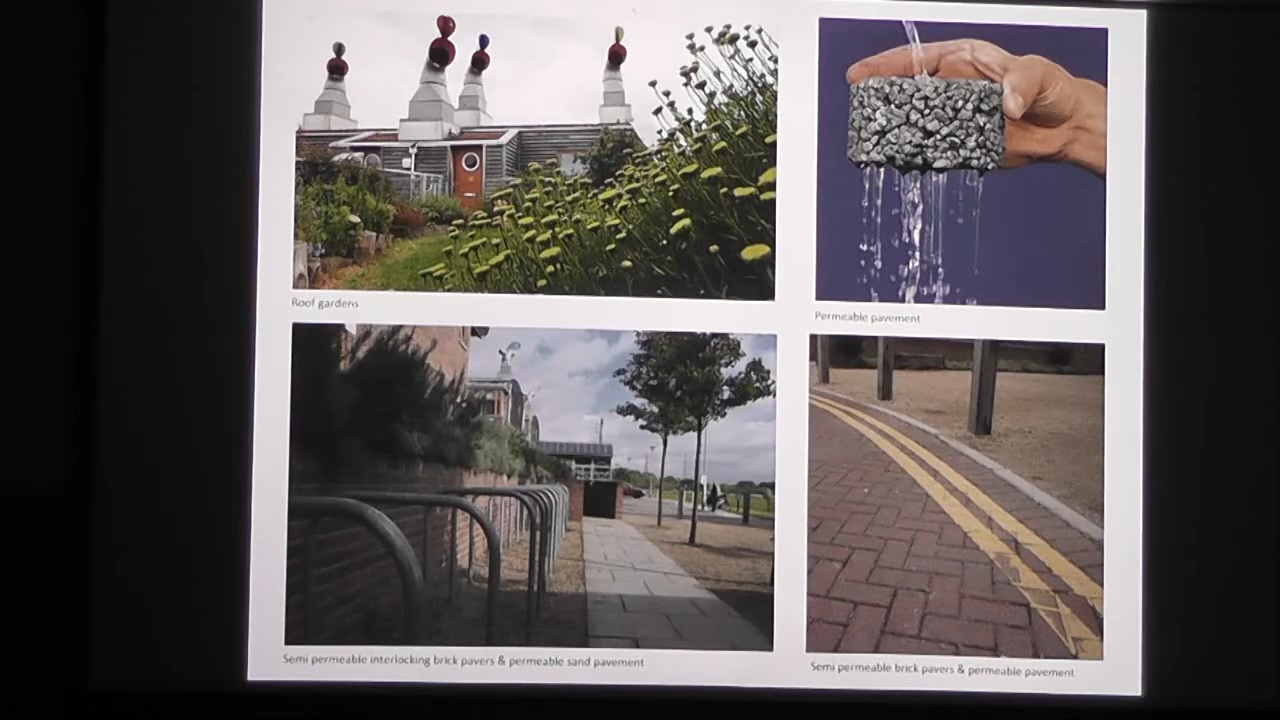 Roof gardens
Permeable pavement
Semi permeable interlocking brick pavers & permeable sand pavement
Semi permeable brick pavers & permeable pavement